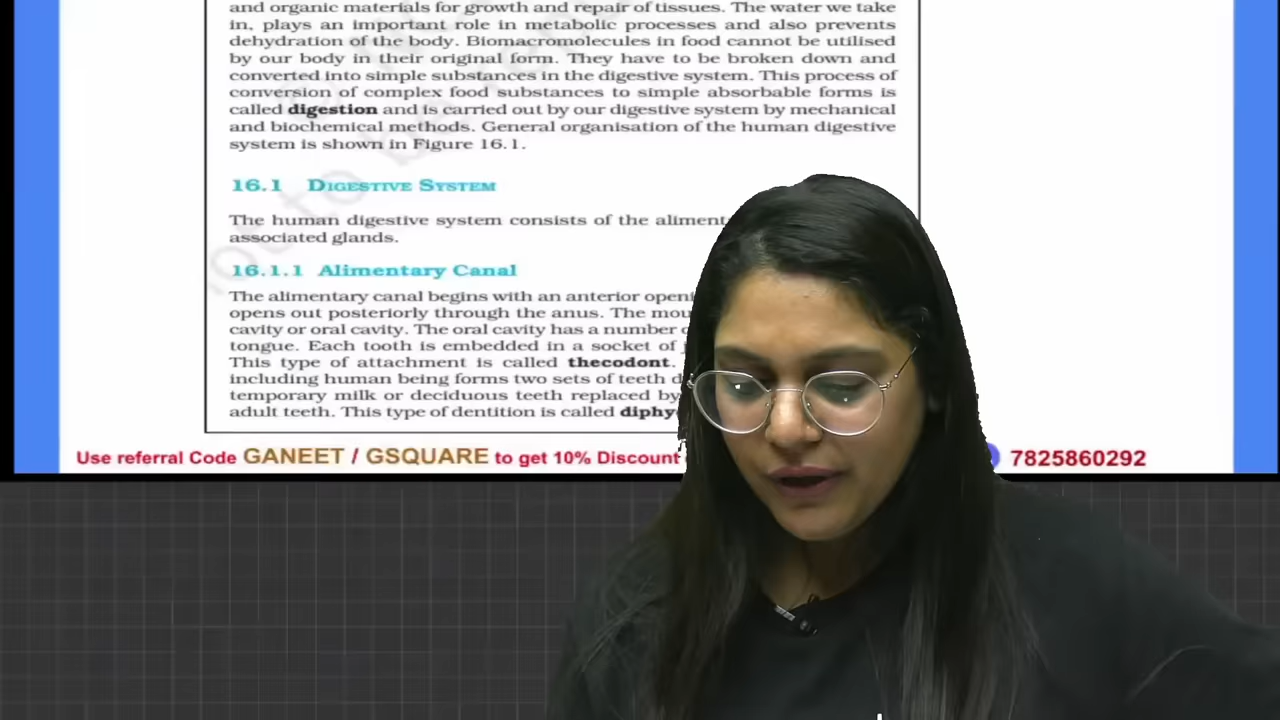 and organic materials for growth and repair of tissues. The water we take
in, plays an important role in metabolic processes and also prevents
dehydration of the body. Biomacromolecules in food cannot be utilised
by our body in their original form. They have to be broken down and
converted into simple substances in the digestive system. This process of
conversion of complex food substances to simple absorbable forms is
called digestion and is carried out by our digestive system by mechanical
and biochemical methods. General organisation of the human digestive
system is shown in Figure 16.1.
16.1 DIGESTIVE SYSTEM
The human digestive system consists of the aliment
associated glands.
16.1.1 Alimentary Canal
The alimentary canal begins with an anterior openi
opens out posteriorly through the anus. The mou
cavity or oral cavity. The oral cavity has a number
tongue. Each tooth is embedded in a socket of
This type of attachment is called thecodont.
including human being forms two sets of teeth d
temporary milk or deciduous teeth replaced by
adult teeth. This type of dentition is called diphy
Use referral Code GANEET / GSQUARE to get 10% Discount
7825860292